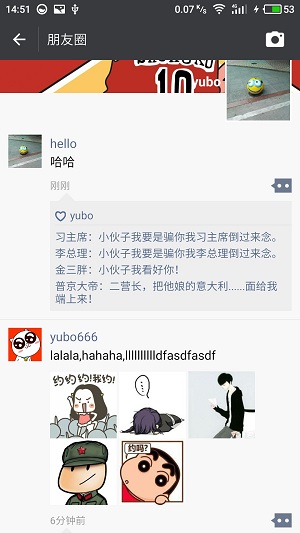 14:51
0.07 K/s
4G
53
朋友圈
10
yubo
hello
哈哈
刚刚
yubo
习主席：小伙子我要是骗你我习主席倒过来念。
李总理：小伙子我要是骗你我李总理倒过来念。
金三胖：小伙子我看好你！
普京大帝：二营长，把他娘的意大利......面给我
端上来！
yubo666
lalala,hahaha,lllllllllldfasdfasdf
约约约！我约！
约吗？
6分钟前